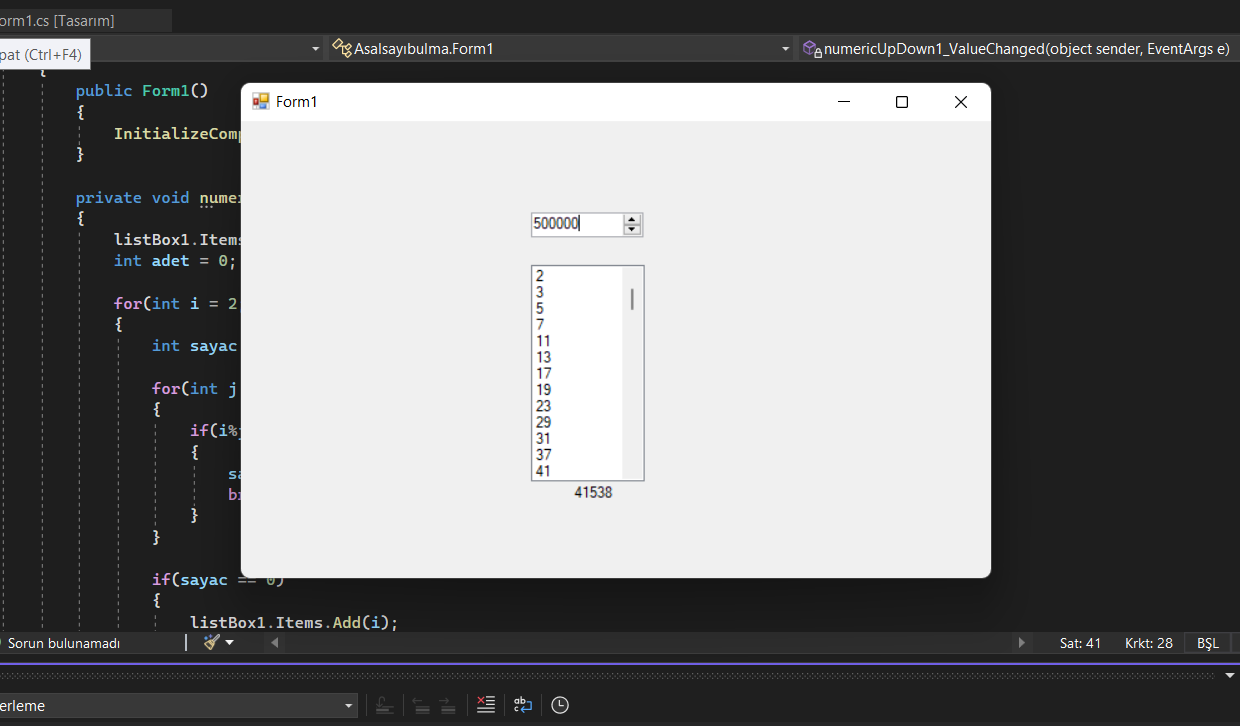 orm1.cs [Tasarım]
pat (Ctrl+F4)
Asalsayıbulma.Form1
numericUpDown1_ValueChanged(object sender, EventArgs e)
{
public Form1()
{
InitializeComp
}
private void numer
{
listBox1.Items
int adet = 0;
for(int i = 2
{
int sayac
for(int j
{
if(i%j
{
sa
br
}
}
if(sayac == 0)
{
listBox1.Items.Add(i);
Form1
500000
2
3
5
7
11
13
17
19
23
29
31
37
41
41538
Sorun bulunamadı
Sat: 41
Krkt: 28
BŞL
erleme